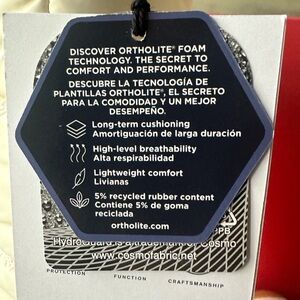 DISCOVER ORTHOLITE® FOAM
TECHNOLOGY. THE SECRET TO
COMFORT AND PERFORMANCE.
DESCUBRE LA TECNOLOGÍA DE
PLANTILLAS ORTHOLITE®, EL SECRETO
PARA LA COMODIDAD Y UN MEJOR
DESEMPEÑO.
Long-term cushioning
Amortiguación de larga duración
High-level breathability
Alta respirabilidad
Lightweight comfort
Livianas
5% recycled rubber content
Contiene 5% de goma
reciclada
ortholite.com
www.cosmofabric.net
PROTECTION
FUNCTION
CRAFTSMANSHIP